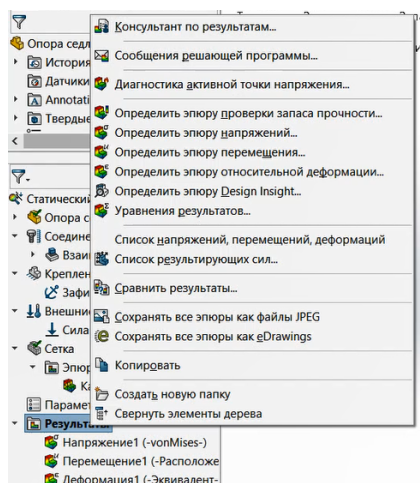 Консультант по результатам...
Сообщения решающей программы...
Диагностика активной точки напряжения...
Определить эпюру проверки запаса прочности...
Определить эпюру напряжений...
Определить эпюру перемещения...
Определить эпюру относительной деформации...
Определить эпюру Design Insight...
Уравнения результатов...
Список напряжений, перемещений, деформаций
Список результирующих сил...
Сравнить результаты...
Сохранять все эпюры как файлы JPEG
Сохранять все эпюры как eDrawings
Копировать
Создать новую папку
Свернуть элементы дерева
Опора седл
История
Датчики
Annotati
Твердые
Статический
Опора с
Соедине
Взаи
Креплен
Зафи
Внешни
Сила
Сетка
Эпюр
Ка
Парамет
Результаты
Напряжение1 (-vonMises-)
Перемещение1 (-Расположе
Деформация1 (-Эквивалент-